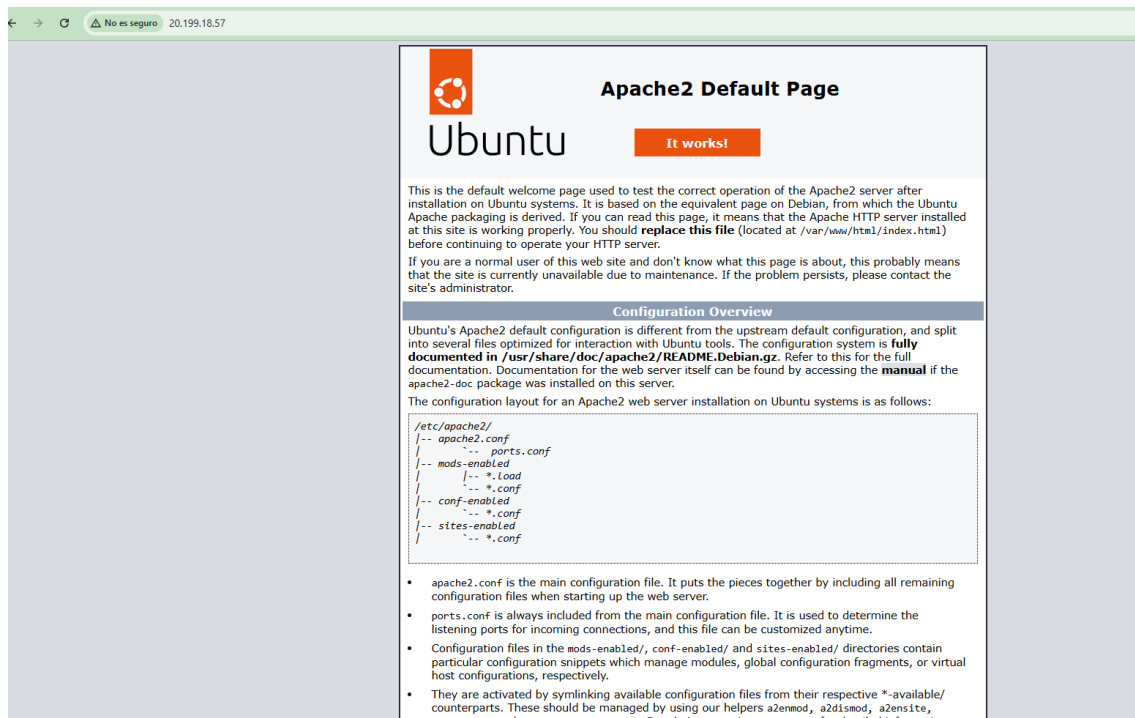 No es seguro 20.199.18.57
Ubuntu
Apache2 Default Page
It works!
This is the default welcome page used to test the correct operation of the Apache2 server after
installation on Ubuntu systems. It is based on the equivalent page on Debian, from which the Ubuntu
Apache packaging is derived. If you can read this page, it means that the Apache HTTP server installed
at this site is working properly. You should replace this file (located at /var/www/html/index.html)
before continuing to operate your HTTP server.
If you are a normal user of this web site and don't know what this page is about, this probably means
that the site is currently unavailable due to maintenance. If the problem persists, please contact the
site's administrator.
Configuration Overview
Ubuntu's Apache2 default configuration is different from the upstream default configuration, and split
into several files optimized for interaction with Ubuntu tools. The configuration system is fully
documented in /usr/share/doc/apache2/README.Debian.gz. Refer to this for the full
documentation. Documentation for the web server itself can be found by accessing the manual if the
apache2-doc package was installed on this server.
The configuration layout for an Apache2 web server installation on Ubuntu systems is as follows:
/etc/apache2/
|-- apache2.conf
|       `--  ports.conf
|-- mods-enabled
|       |-- *.load
|       `-- *.conf
|-- conf-enabled
|       `-- *.conf
|-- sites-enabled
|       `-- *.conf
• apache2.conf is the main configuration file. It puts the pieces together by including all remaining
configuration files when starting up the web server.
• ports.conf is always included from the main configuration file. It is used to determine the
listening ports for incoming connections, and this file can be customized anytime.
• Configuration files in the mods-enabled/, conf-enabled/ and sites-enabled/ directories contain
particular configuration snippets which manage modules, global configuration fragments, or virtual
host configurations, respectively.
• They are activated by symlinking available configuration files from their respective *-available/
counterparts. These should be managed by using our helpers a2enmod, a2dismod, a2ensite,